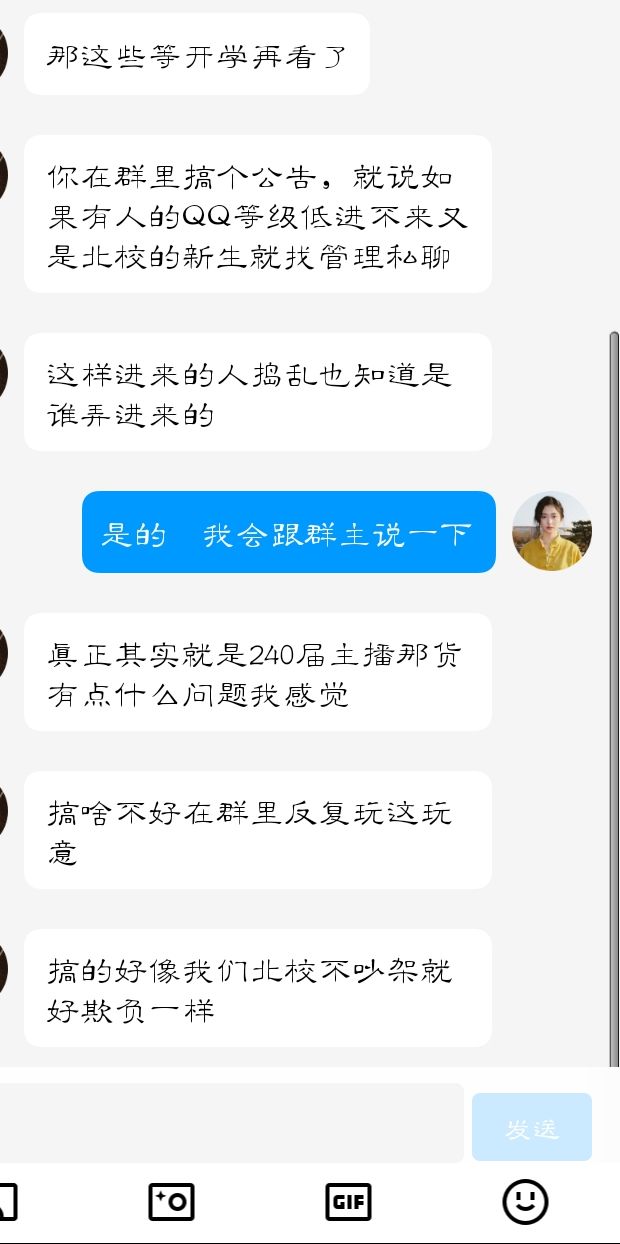 那这些等开学再看了
你在群里搞个公告，就说如
果有人的QQ等级低进不来又
是北校的新生就找管理私聊
这样进来的人捣乱也知道是
谁弄进来的
是的　我会跟群主说一下
真正其实就是240届主播那货
有点什么问题我感觉
搞啥不好在群里反复玩这玩
意
搞的好像我们北校不吵架就
好欺负一样
发送
GIF